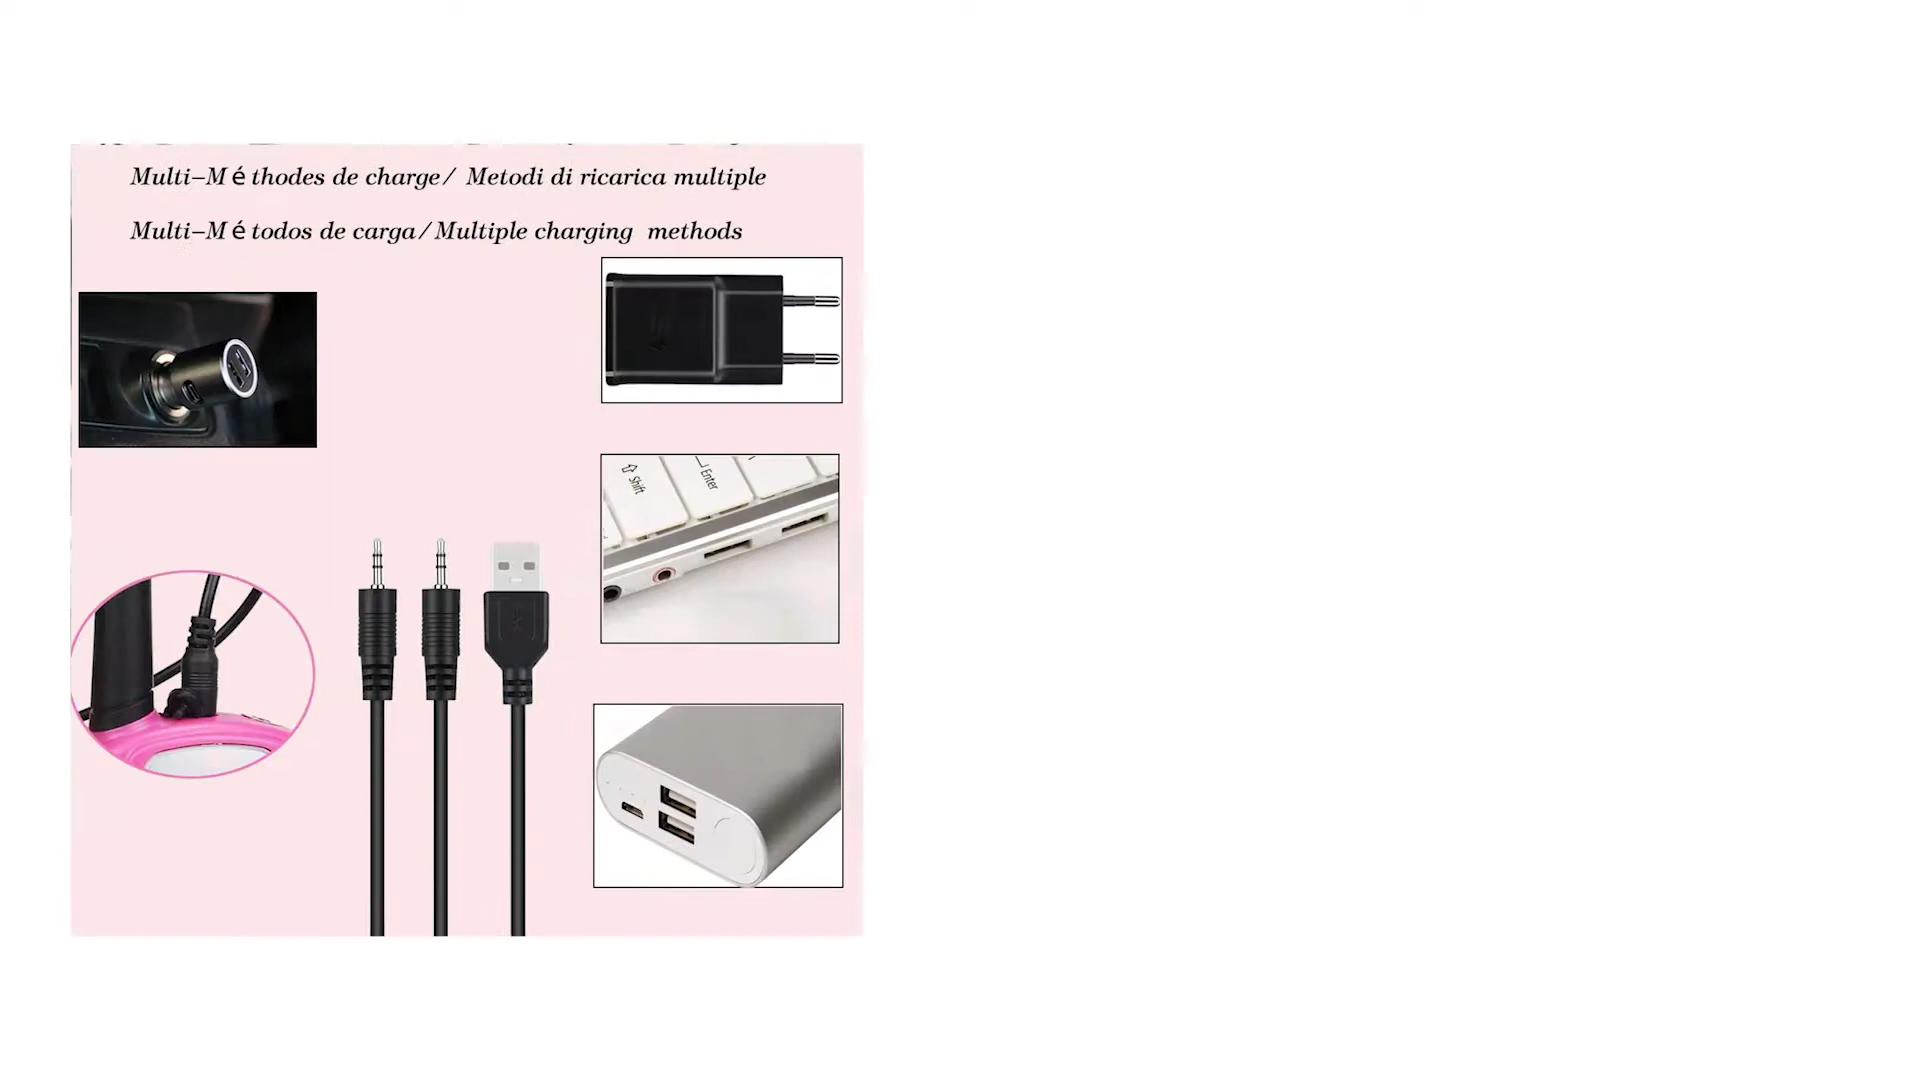 Multi-Méthodes de charge/ Metodi di ricarica multiple
Multi-Métodos de carga/Multiple charging methods
Shift
Enter